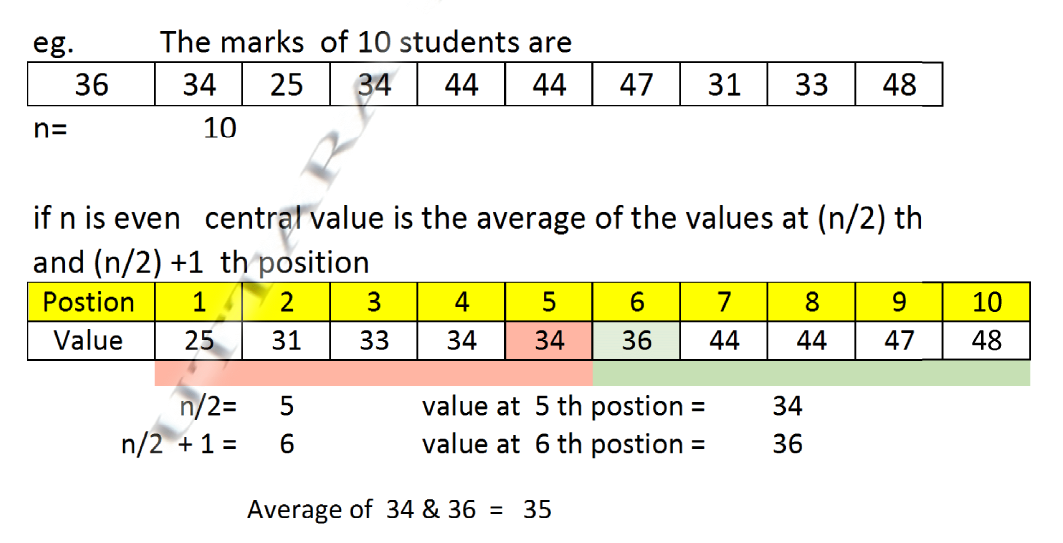 eg. The marks of 10 students are
36 34 25 34 44 44 47 31 33 48
n= 10
if n is even central value is the average of the values at (n/2) th
and (n/2) +1 th position
Postion 1 2 3 4 5 6 7 8 9 10
Value 25 31 33 34 34 36 44 44 47 48
n/2= 5 value at 5 th postion = 34
n/2 + 1 = 6 value at 6 th postion = 36
Average of 34 & 36 = 35
UTTARA